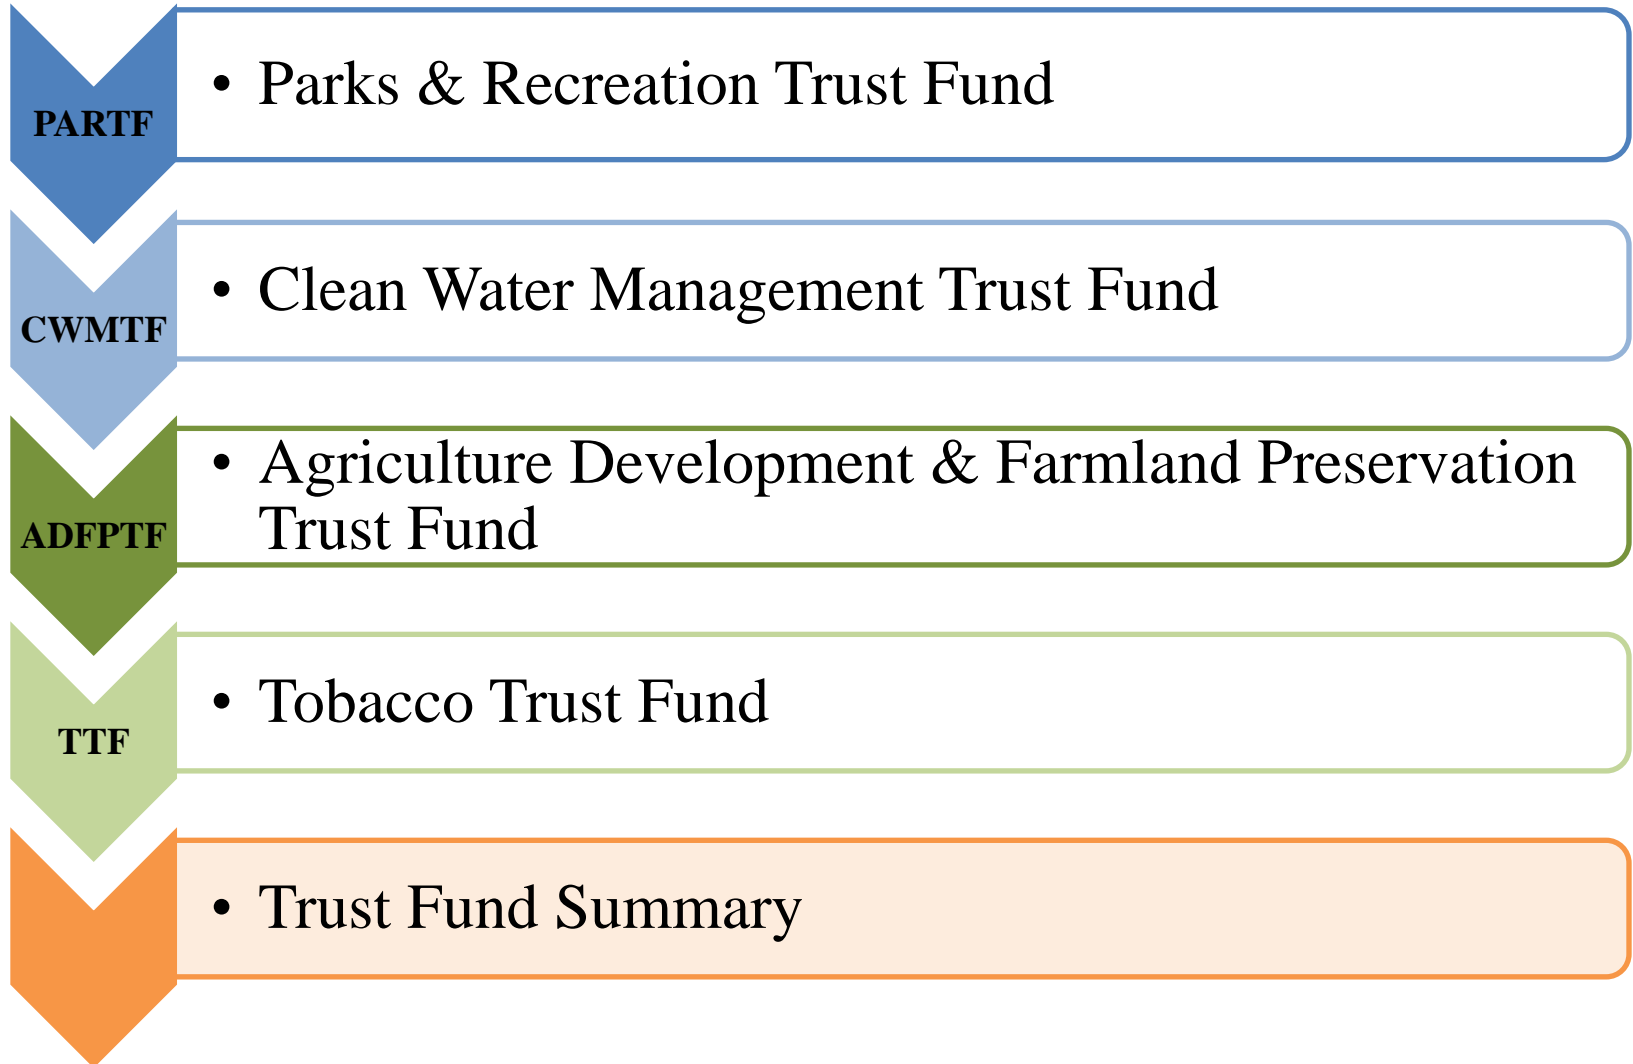 PARTF
• Parks & Recreation Trust Fund
CWMTF
• Clean Water Management Trust Fund
ADFPTF
• Agriculture Development & Farmland Preservation
Trust Fund
TTF
• Tobacco Trust Fund
• Trust Fund Summary